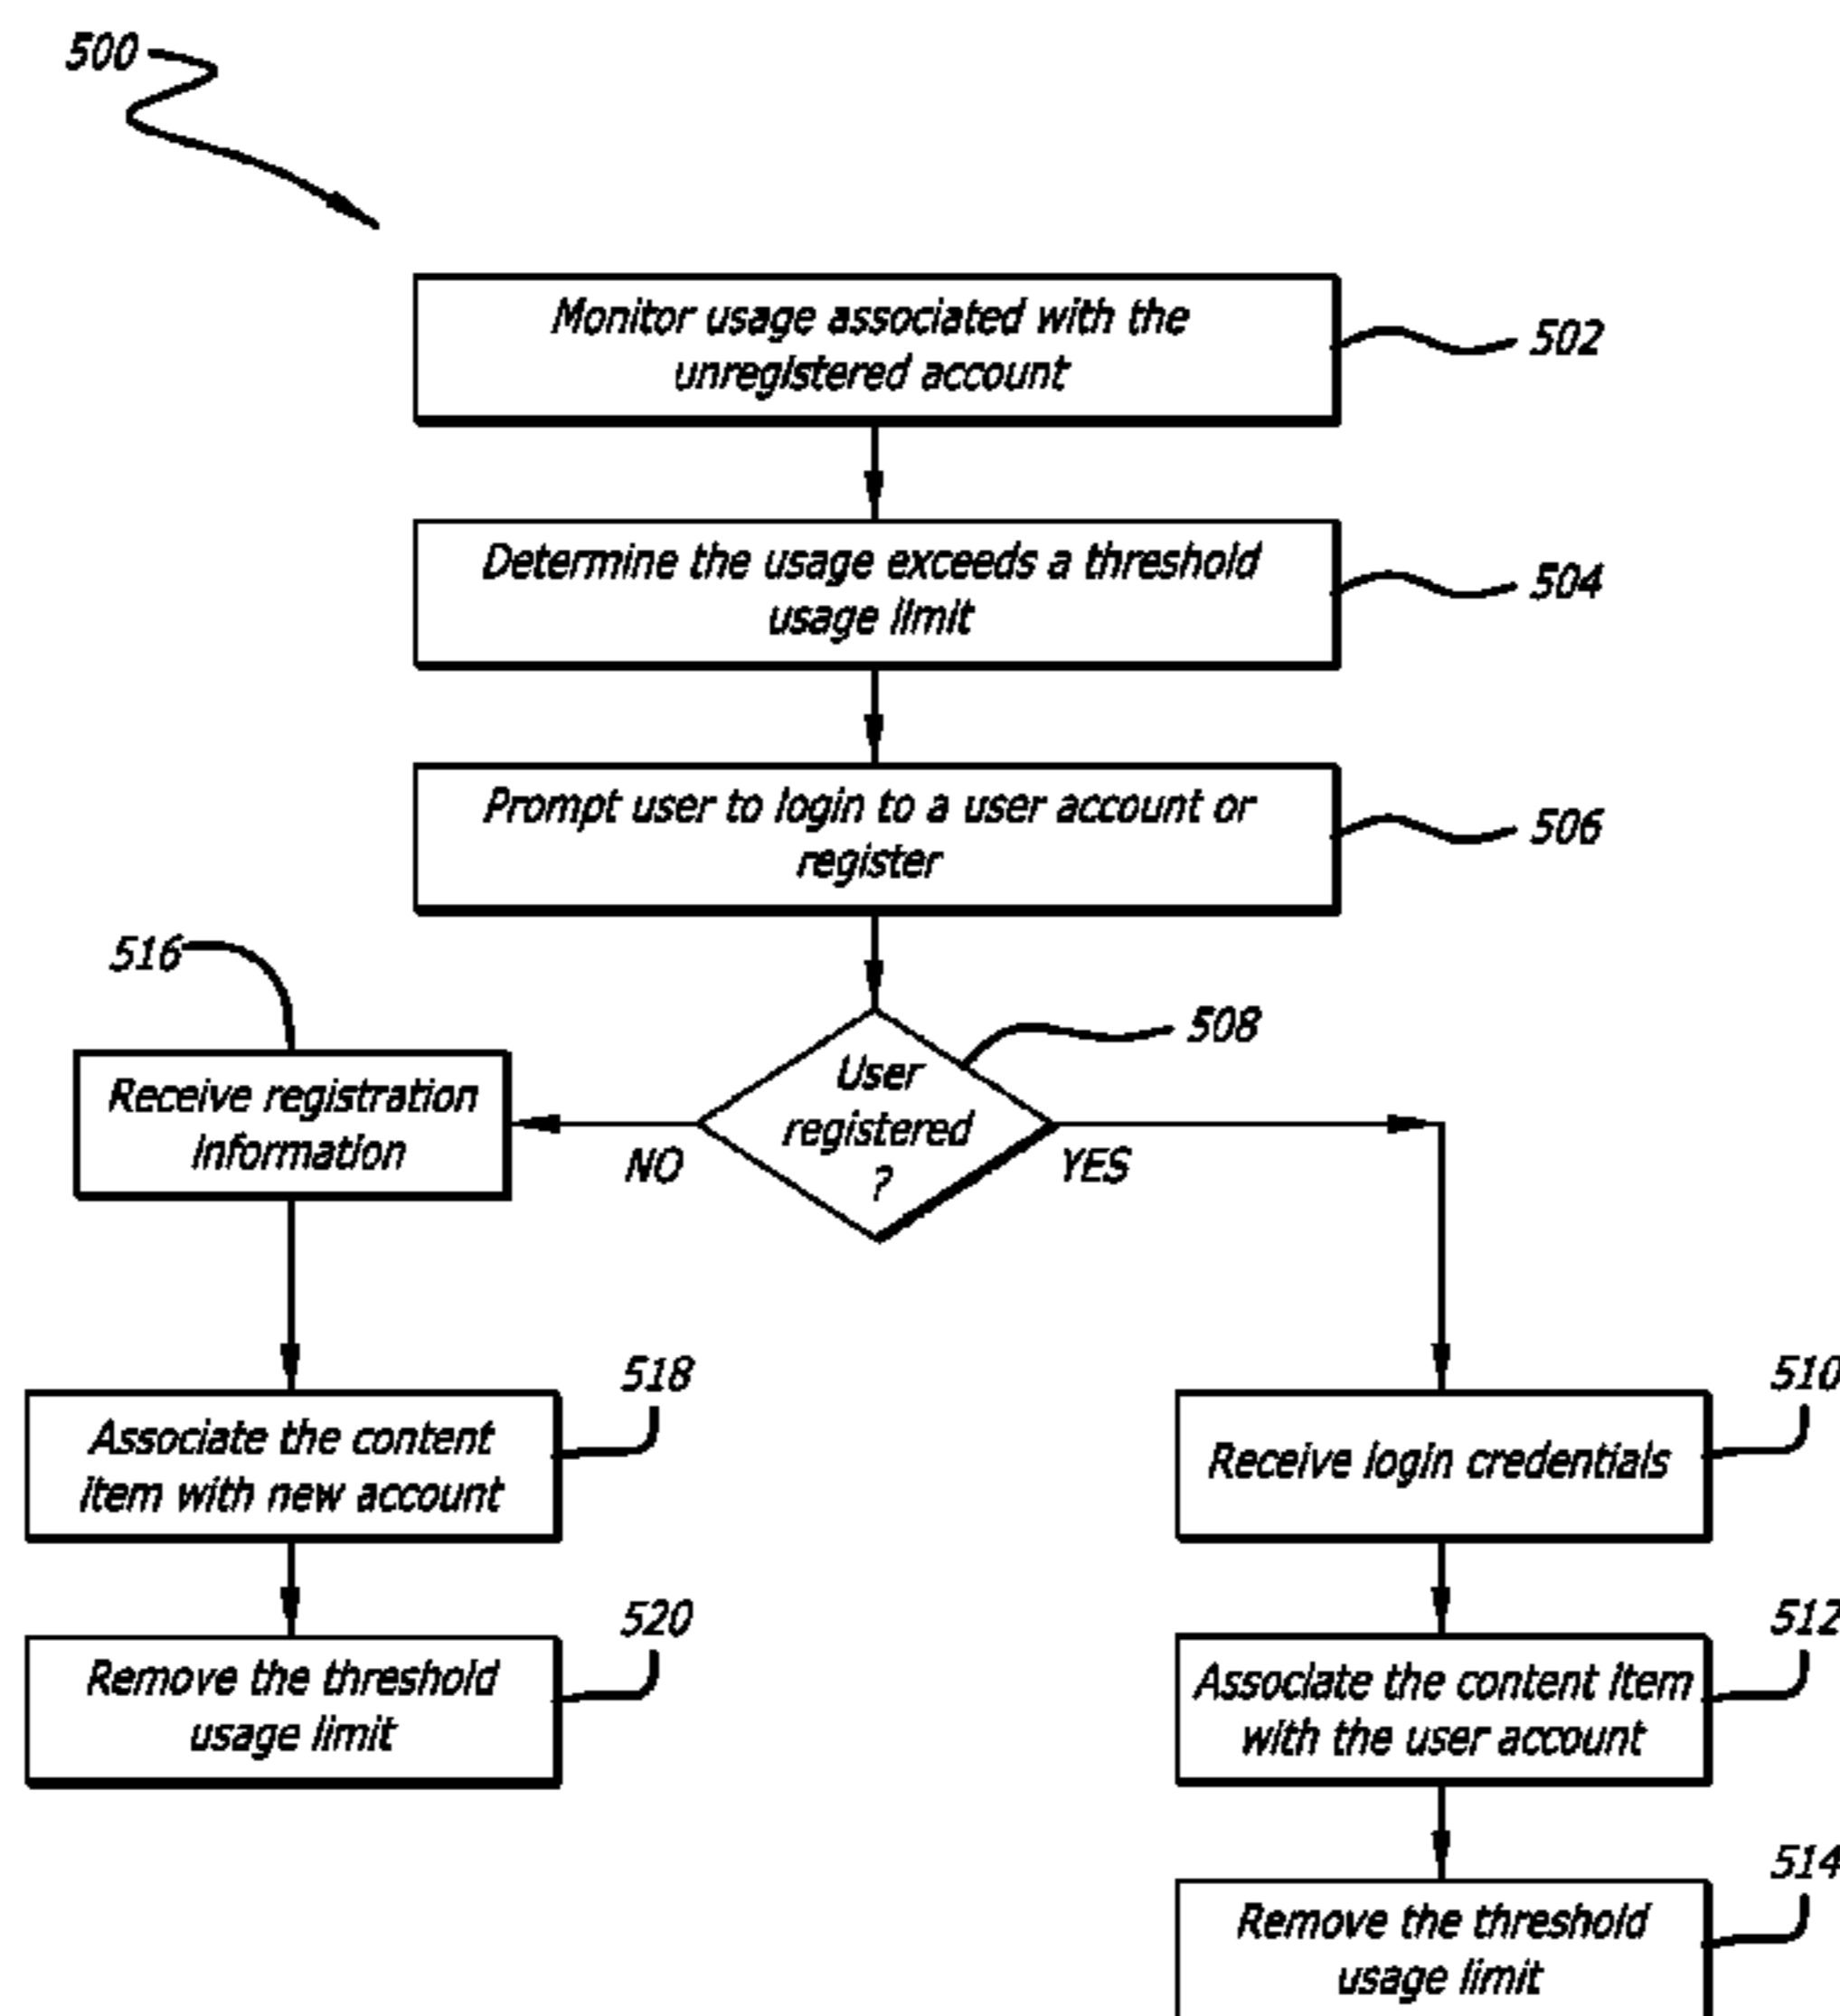 500
Monitor usage associated with the
unregistered account
502
Determine the usage exceeds a threshold
usage limit
504
Prompt user to login to a user account or
register
506
516
508
Receive registration
information
NO
User
registered
?
YES
518
510
Associate the content
item with new account
Receive login credentials
520
512
Remove the threshold
usage limit
Associate the content item
with the user account
514
Remove the threshold
usage limit